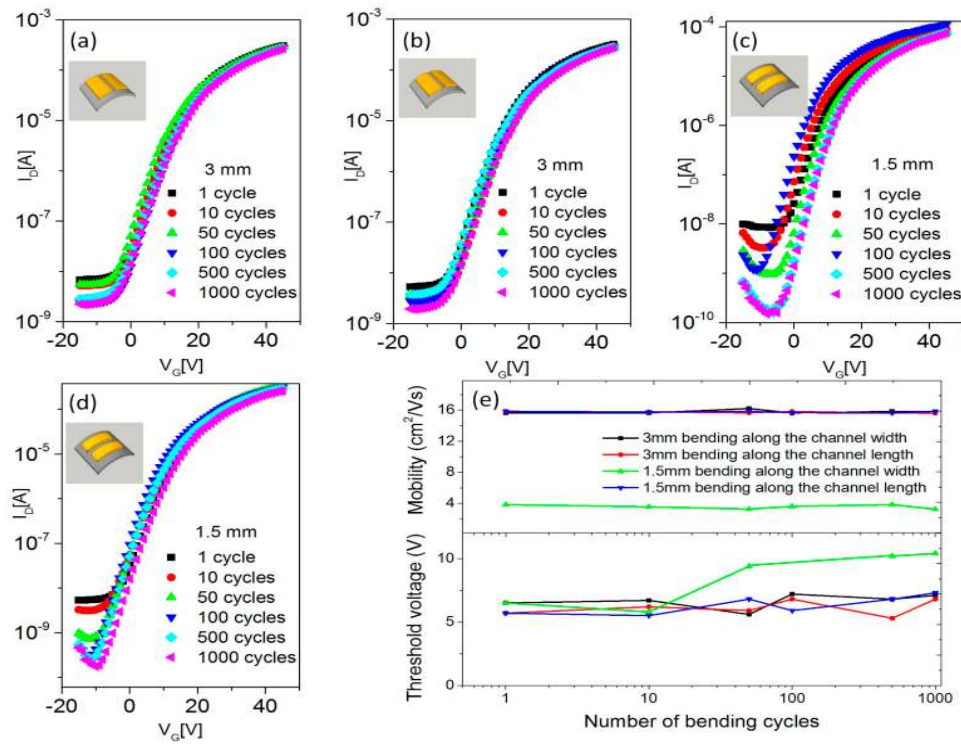 (a)
10⁻³
10⁻⁵
10⁻⁷
10⁻⁹
I_D[A]
3 mm
1 cycle
10 cycles
50 cycles
100 cycles
500 cycles
1000 cycles
-20 0 20 40
V_G[V]
(b)
10⁻³
10⁻⁵
10⁻⁷
10⁻⁹
I_D[A]
3 mm
1 cycle
10 cycles
50 cycles
100 cycles
500 cycles
1000 cycles
-20 0 20 40
V_G[V]
(c)
10⁻⁴
10⁻⁶
10⁻⁸
10⁻¹⁰
I_D[A]
1.5 mm
1 cycle
10 cycles
50 cycles
100 cycles
500 cycles
1000 cycles
-20 0 20 40
V_G[V]
(d)
10⁻⁵
10⁻⁷
10⁻⁹
I_D[A]
1.5 mm
1 cycle
10 cycles
50 cycles
100 cycles
500 cycles
1000 cycles
-20 0 20 40
V_G[V]
(e)
Mobility (cm²/Vs)
16
12
8
4
3mm bending along the channel width
3mm bending along the channel length
1.5mm bending along the channel width
1.5mm bending along the channel length
Threshold voltage (V)
10
5
0
1 10 100 1000
Number of bending cycles